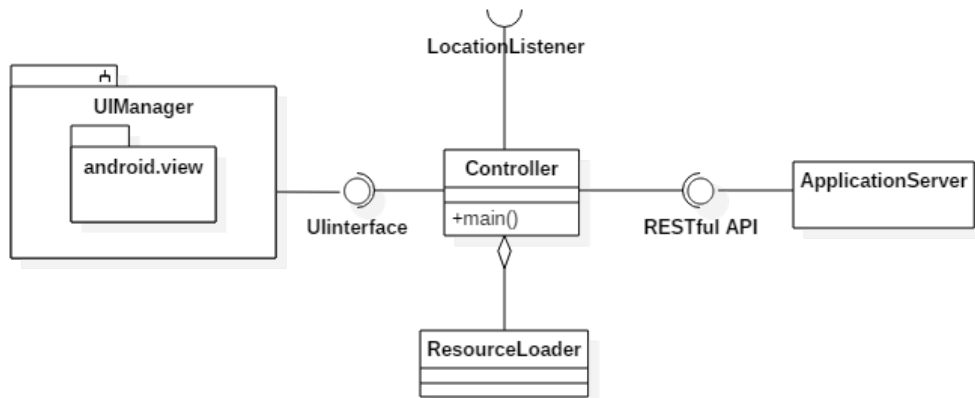 LocationListener
UIManager
android.view
Controller
+main()
UIinterface
RESTful API
ApplicationServer
ResourceLoader